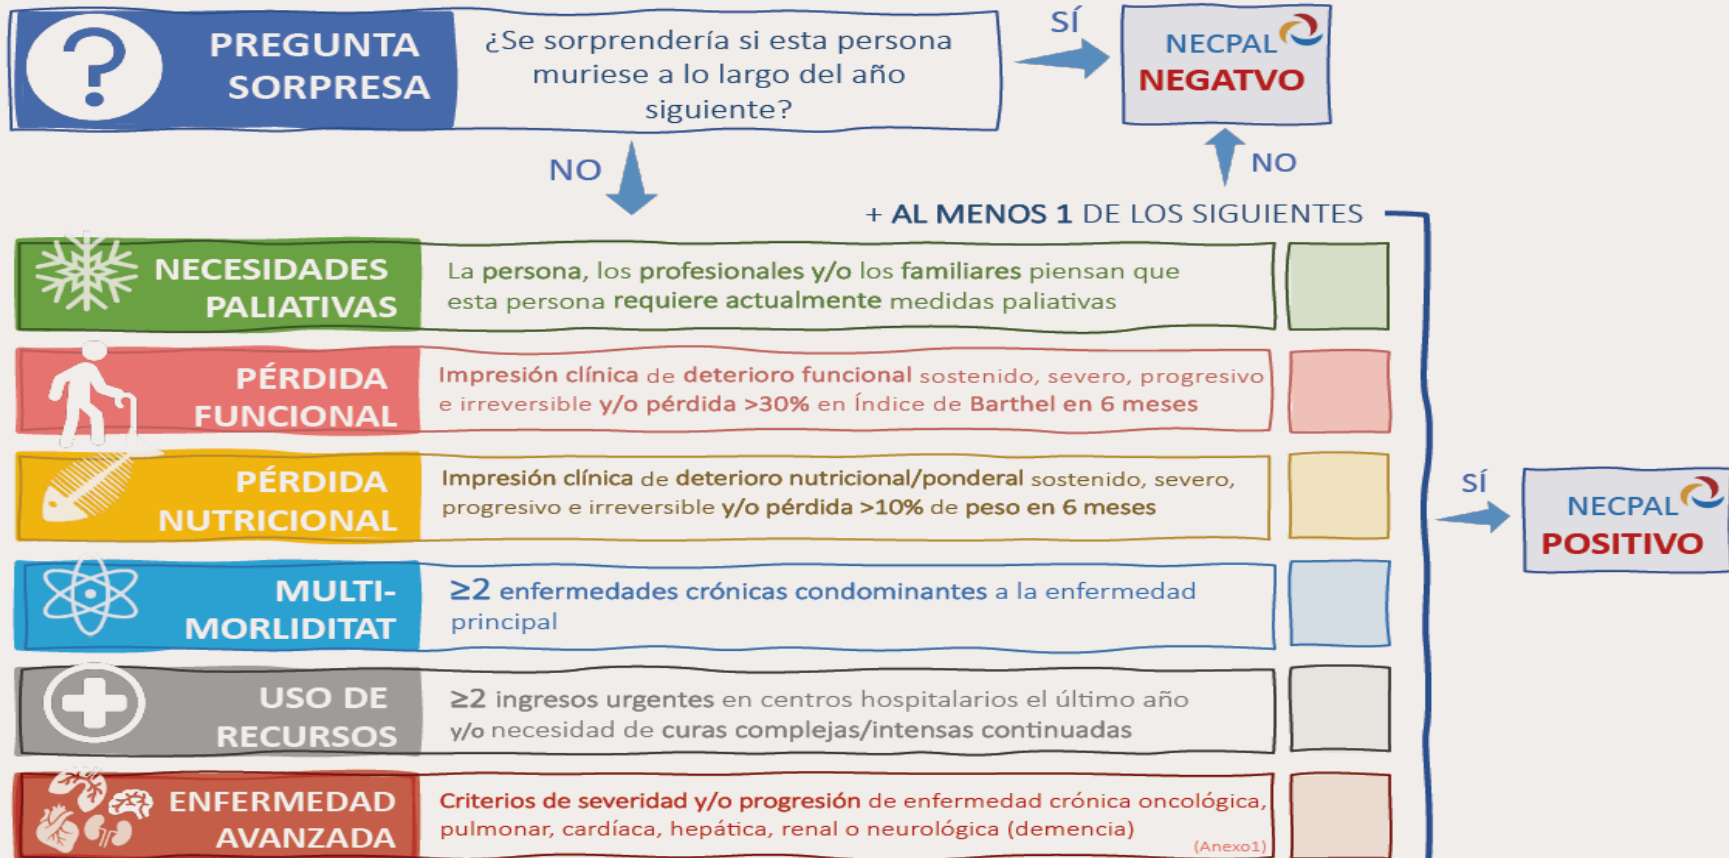 ?
PREGUNTA
SORPRESA
¿Se sorprendería si esta persona
muriese a lo largo del año
siguiente?
SÍ
NECPAL
NEGATVO
NO
NO
+ AL MENOS 1 DE LOS SIGUIENTES
NECESIDADES
PALIATIVAS
La persona, los profesionales y/o los familiares piensan que
esta persona requiere actualmente medidas paliativas
PÉRDIDA
FUNCIONAL
Impresión clínica de deterioro funcional sostenido, severo, progresivo
e irreversible y/o pérdida >30% en Índice de Barthel en 6 meses
PÉRDIDA
NUTRICIONAL
Impresión clínica de deterioro nutricional/ponderal sostenido, severo,
progresivo e irreversible y/o pérdida >10% de peso en 6 meses
SÍ
NECPAL
POSITIVO
MULTI-
MORLIDITAT
≥2 enfermedades crónicas condominantes a la enfermedad
principal
USO DE
RECURSOS
≥2 ingresos urgentes en centros hospitalarios el último año
y/o necesidad de curas complejas/intensas continuadas
ENFERMEDAD
AVANZADA
Criterios de severidad y/o progresión de enfermedad crónica oncológica,
pulmonar, cardíaca, hepática, renal o neurológica (demencia)
(Anexo1)